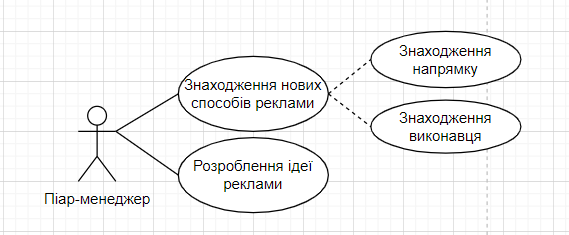 Знаходження нових
способів реклами
Знаходження
напрямку
Знаходження
виконавця
Розроблення ідеї
реклами
Піар-менеджер